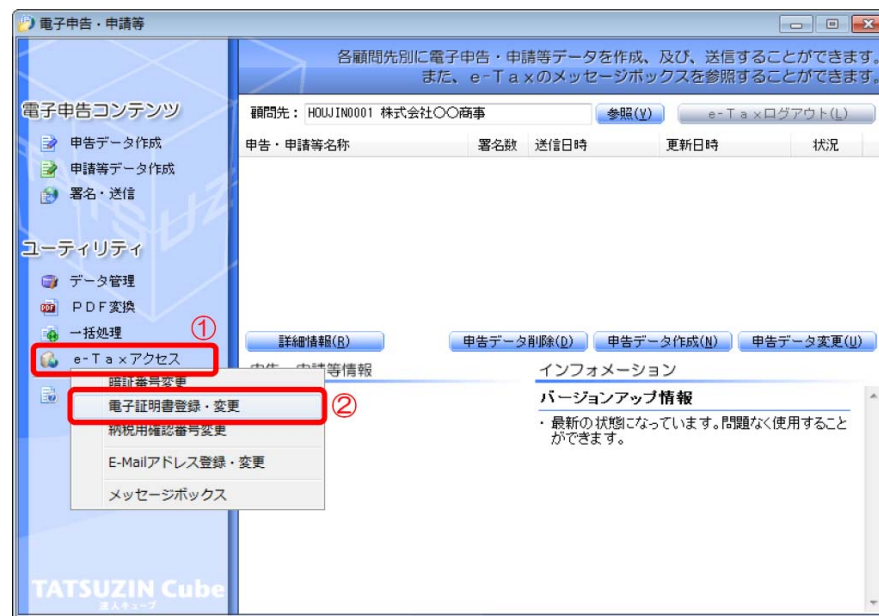 電子申告・申請等
各顧問先別に電子申告・申請等データを作成、及び、送信することができます。
また、e-Taxのメッセージボックスを参照することができます。
電子申告コンテンツ
申告データ作成
申請等データ作成
署名・送信
ユーティリティ
データ管理
PDF変換
一括処理
①
e-Taxアクセス
暗証番号変更
電子証明書登録・変更
②
納税用確認番号変更
E-Mailアドレス登録・変更
メッセージボックス
顧問先: HOUJIN0001 株式会社〇〇商事
参照(V)
e-Taxログアウト(L)
申告・申請等名称 署名数 送信日時 更新日時 状況
詳細情報(R)
申告データ削除(D)
申告データ作成(N)
申告データ変更(U)
申告・申請等情報
インフォメーション
バージョンアップ情報
・最新の状態になっています。問題なく使用すること
ができます。
TATSUZIN Cube
達人キューブ